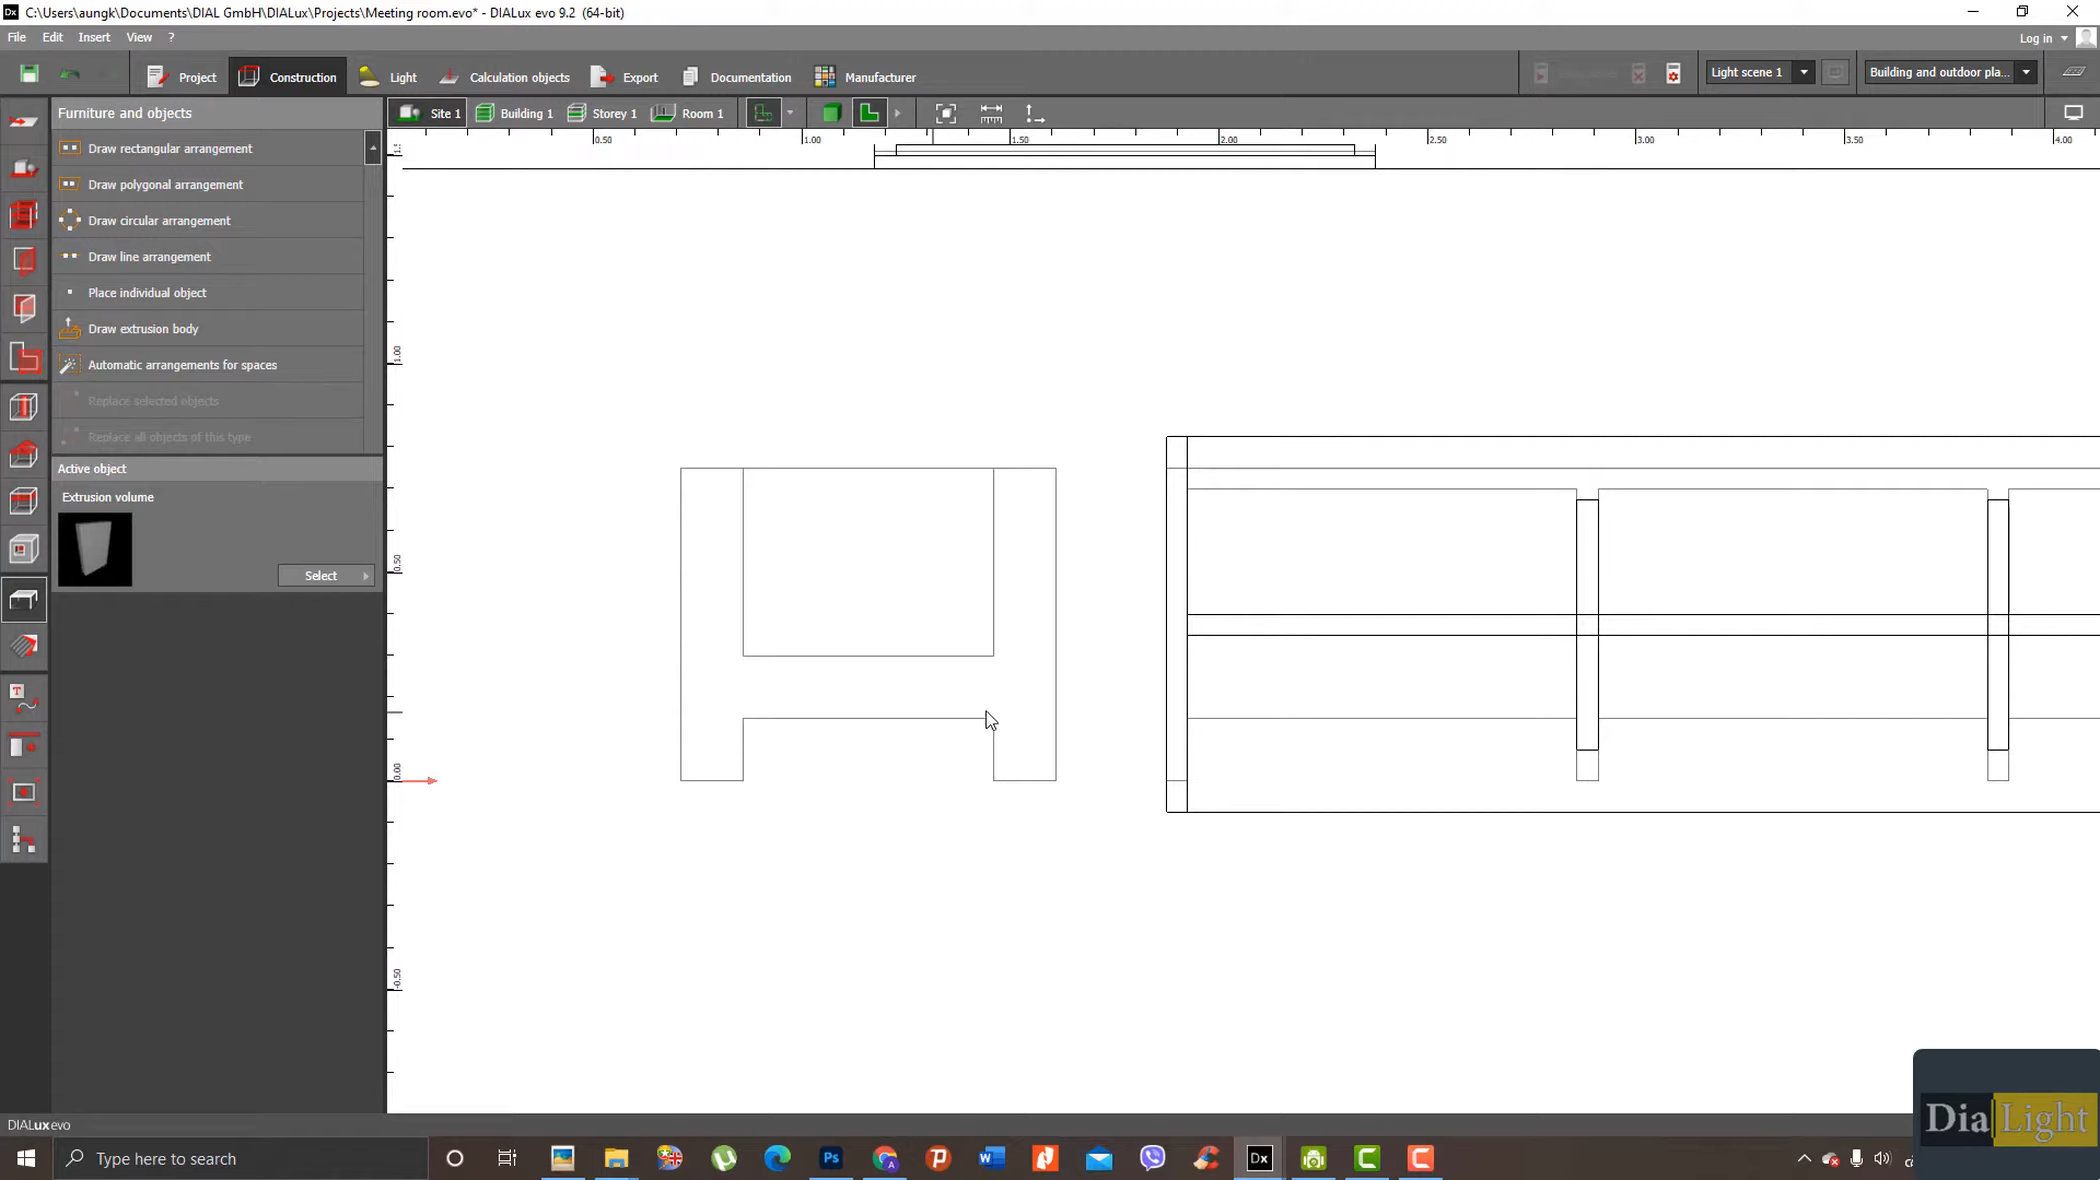 C:\Users\aungk\Documents\DIAL GmbH\DIALux\Projects\Meeting room.evo* - DIALux evo 9.2 (64-bit)
File Edit Insert View ?
Log in
Project Construction Light Calculation objects Export Documentation Manufacturer
Light scene 1
Building and outdoor pla...
Furniture and objects
Site 1 Building 1 Storey 1 Room 1
0.50 1.00 1.50 2.00 2.50 3.00 3.50 4.00
Draw rectangular arrangement
Draw polygonal arrangement
Draw circular arrangement
Draw line arrangement
Place individual object
Draw extrusion body
Automatic arrangements for spaces
Replace selected objects
Replace all objects of this type
1.00
0.50
0.00
-0.50
Active object
Extrusion volume
Select
DIALux evo
Dia Light
Type here to search